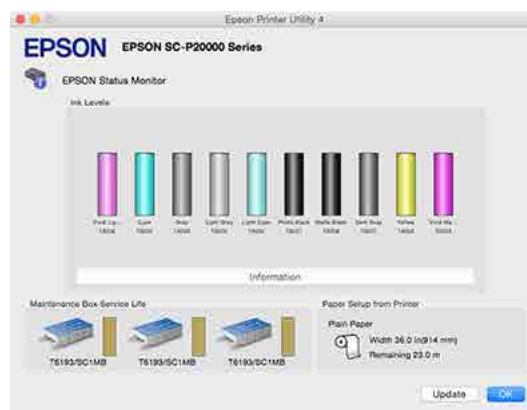 Epson Printer Utility 4
EPSON EPSON SC-P20000 Series
EPSON Status Monitor
Ink Levels
Cyan Gray Light Gray Light Cyan Photo Black Matte Black Dark Gray Yellow
Information
Maintenance Box Service Life
T6193/SC1MB T6193/SC1MB T6193/SC1MB
Paper Setup from Printer
Plain Paper
Width 36.0 in(914 mm)
Remaining 23.0 m
Update OK